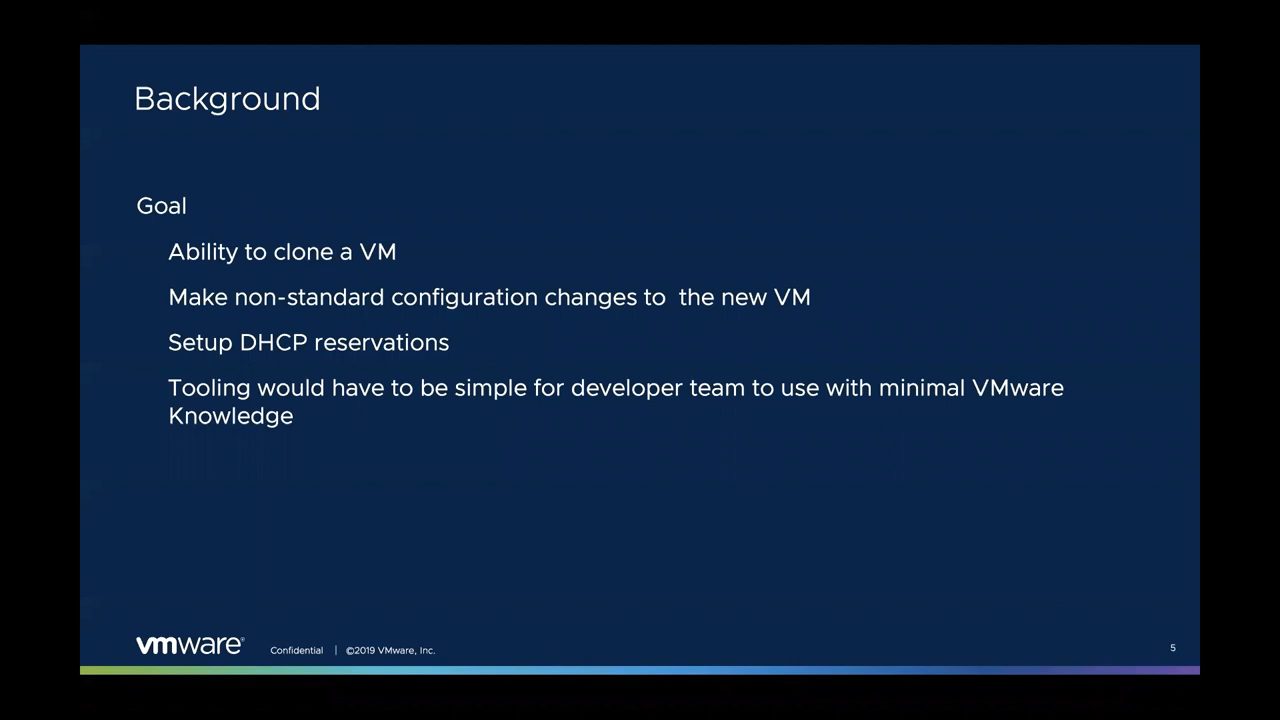 Background
Goal
Ability to clone a VM
Make non-standard configuration changes to  the new VM
Setup DHCP reservations
Tooling would have to be simple for developer team to use with minimal VMware
Knowledge
vmware® Confidential | ©2019 VMware, Inc. 5